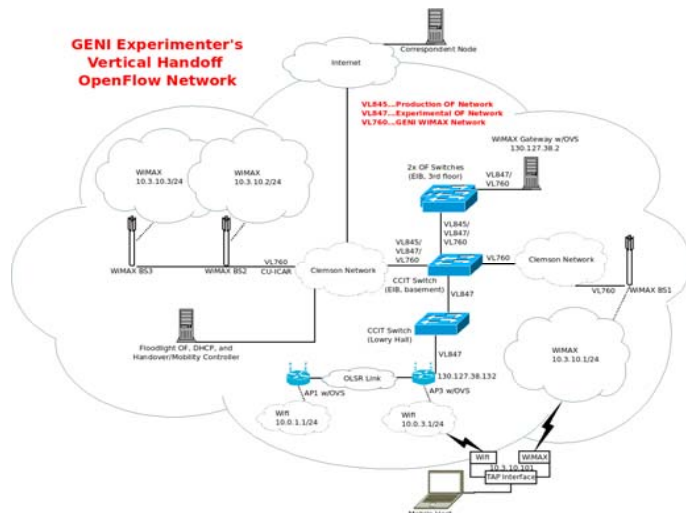 GENI Experimenter's
Vertical Handoff
OpenFlow Network
Correspondent Node
Internet
VL845...Production OF Network
VL847...Experimental OF Network
VL760...GENI WIMAX Network
WiMAX Gateway w/OVS
130.127.38.2
2x OF Switches
(EIB, 3rd floor)
VL847/
VL760
WiMAX
10.3.10.3/24
WiMAX
10.3.10.2/24
VL845/
VL847/
VL760
VL845/
VL847/
VL760
WiMAX BS3
WiMAX BS2
VL760
CU-ICAR
Clemson Network
CCIT Switch
(EIB, basement)
VL760
Clemson Network
VL760
WiMAX BS1
VL847
Floodlight OF, DHCP, and
Handover/Mobility Controller
CCIT Switch
(Lowry Hall)
VL847
WiMAX
10.3.10.1/24
OLSR Link
130.127.38.132
AP1 w/OVS
AP3 w/OVS
Wifi
10.0.1.1/24
Wifi
10.0.3.1/24
Wifi
WiMAX
10.3.10.101
TAP Interface
Mobile Host